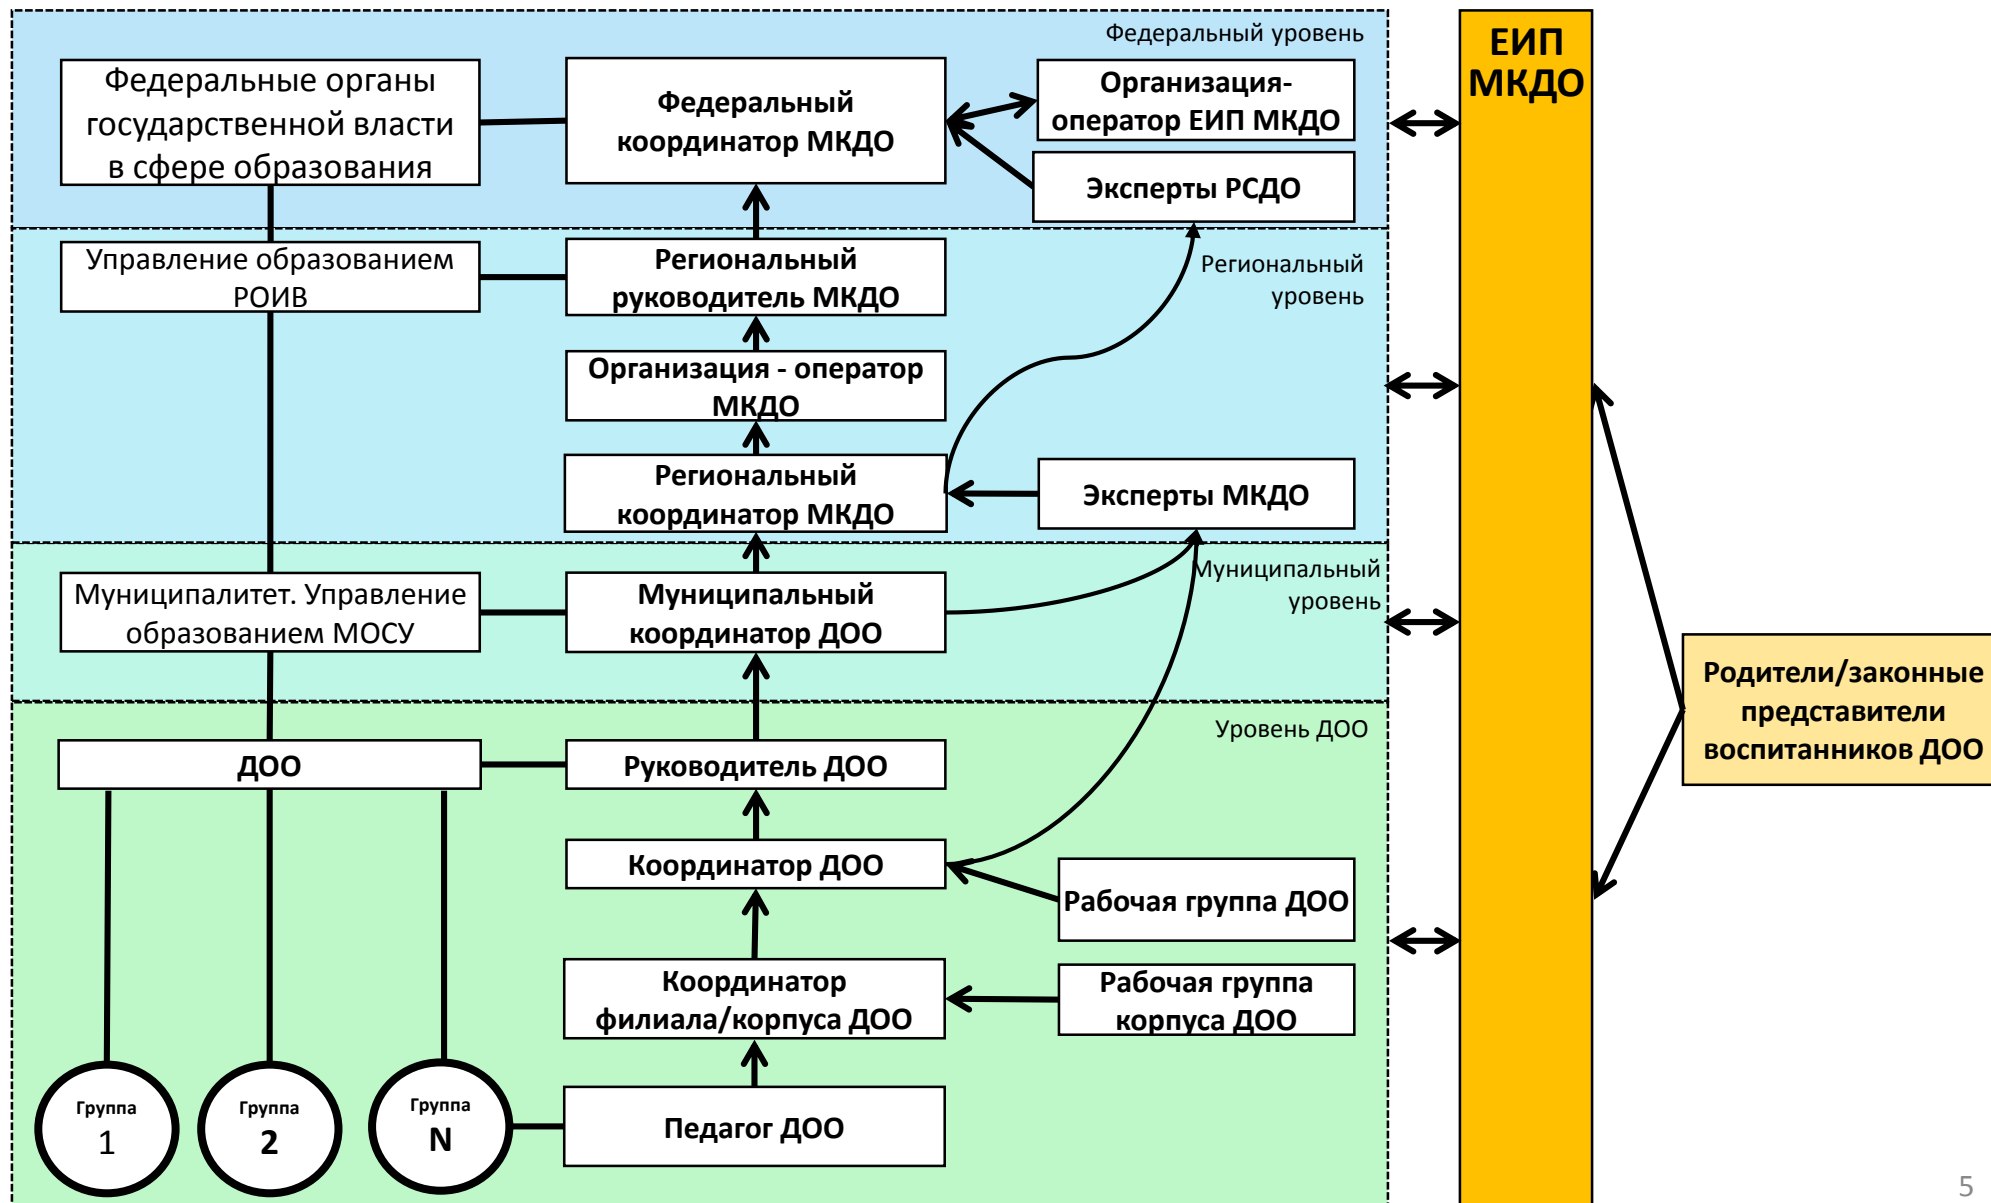 Федеральный уровень
Федеральные органы
государственной власти
в сфере образования
Федеральный
координатор МКДО
Организация-
оператор ЕИП МКДО
Эксперты РСДО
Региональный
уровень
Управление образованием
РОИВ
Региональный
руководитель МКДО
Организация - оператор
МКДО
Региональный
координатор МКДО
Эксперты МКДО
Муниципальный
уровень
Муниципалитет. Управление
образованием МОСУ
Муниципальный
координатор ДОО
Уровень ДОО
ДОО
Руководитель ДОО
Координатор ДОО
Рабочая группа ДОО
Координатор
филиала/корпуса ДОО
Рабочая группа
корпуса ДОО
Группа
1
Группа
2
Группа
N
Педагог ДОО
ЕИП
МКДО
Родители/законные
представители
воспитанников ДОО
5